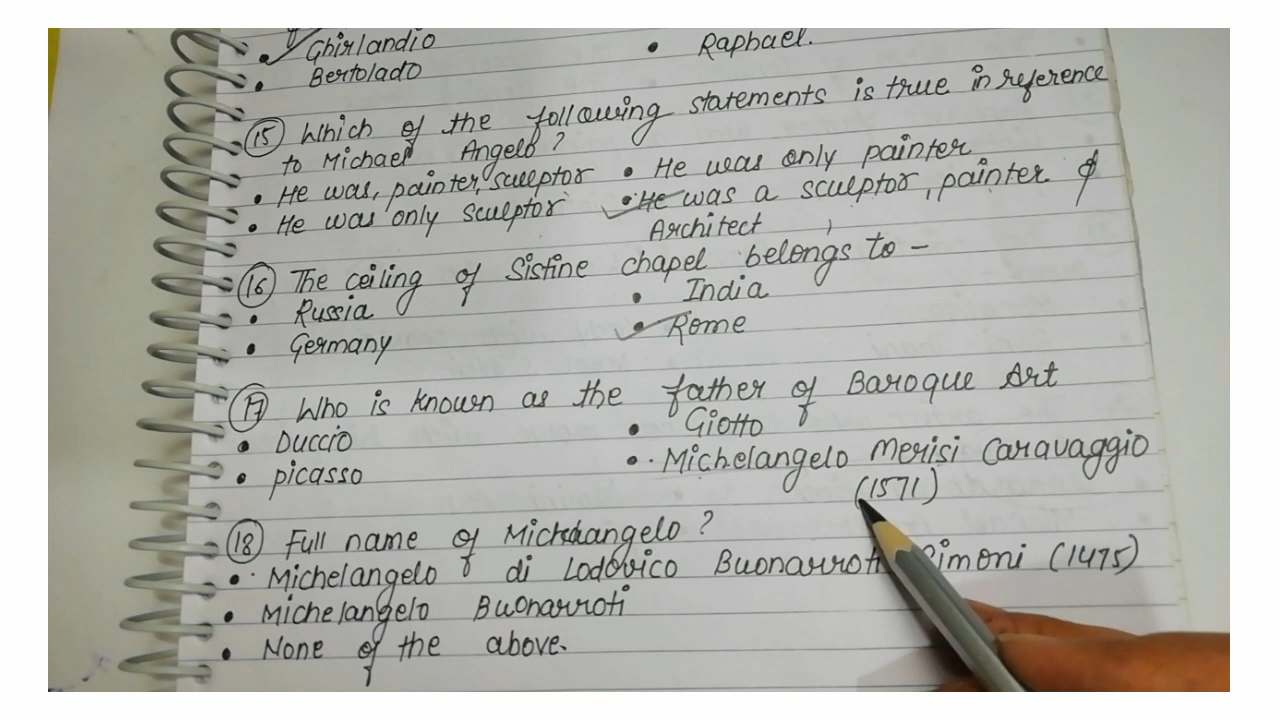 Ghirlandio
Raphael.
Bertolado
15 Which of the following statements is true in reference
to Michael Angelo?
He was, painter, sculptor
He was only painter
He was only sculptor
He was a sculptor, painter &
Architect
16 The ceiling of Sistine chapel belongs to -
Russia
India
Germany
Rome
17 Who is known as the father of Baroque Art
Duccio
Giotto
picasso
Michelangelo Merisi Caravaggio
(1571)
18 Full name of Michelangelo?
Michelangelo di Lodovico Buonarroti Simoni (1475)
Michelangelo Buonarroti
None of the above.